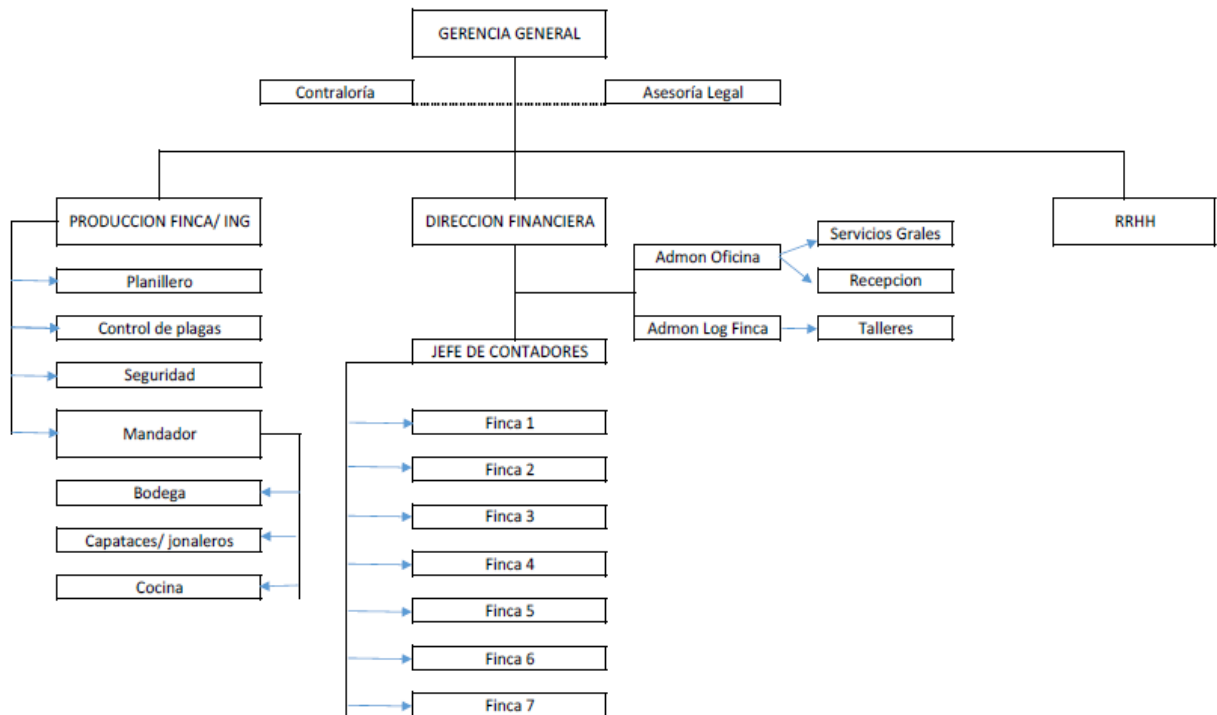 GERENCIA GENERAL
Contraloría
Asesoría Legal
PRODUCCION FINCA/ ING
DIRECCION FINANCIERA
RRHH
Servicios Grales
Admon Oficina
Recepcion
Planillero
Control de plagas
Admon Log Finca
Talleres
JEFE DE CONTADORES
Seguridad
Mandador
Finca 1
Finca 2
Bodega
Finca 3
Capataces/ jonaleros
Finca 4
Cocina
Finca 5
Finca 6
Finca 7